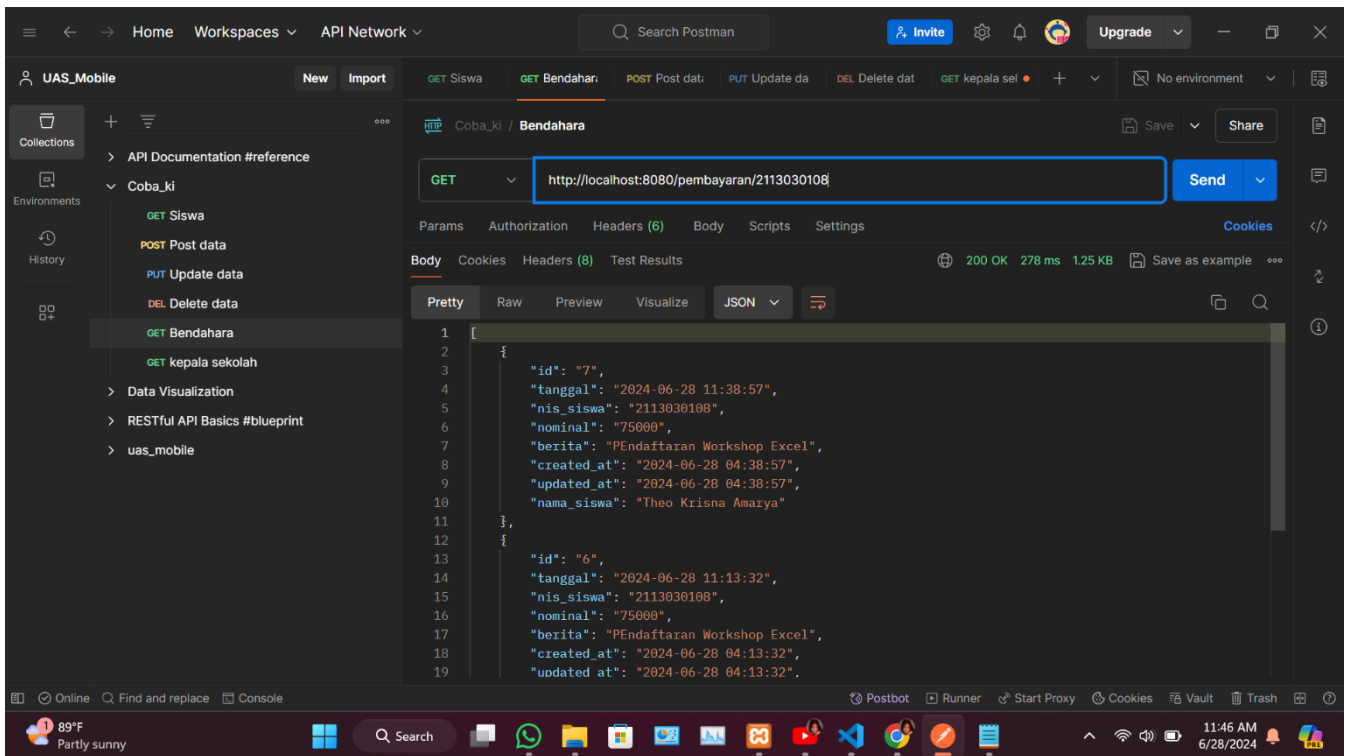 Home Workspaces API Network Search Postman Invite Upgrade
UAS_Mobile New Import GET Siwa GET Bendahar POST Post dat PUT Update da DEL Delete dat GET kepala sel No environment
Collections
Environments
History
API Documentation #reference
Coba_ki
GET Siswa
POST Post data
PUT Update data
DEL Delete data
GET Bendahara
GET kepala sekolah
Data Visualization
RESTful API Basics #blueprint
uas_mobile
HTTP Coba_ki / Bendahara Save Share
GET http://localhost:8080/pembayaran/2113030108 Send
Params Authorization Headers (6) Body Scripts Settings Cookies
Body Cookies Headers (8) Test Results 200 OK 278 ms 1.25 KB Save as example
Pretty Raw Preview Visualize JSON
1 [
2 {
3 "id": "7",
4 "tanggal": "2024-06-28 11:38:57",
5 "nis_siswa": "2113030108",
6 "nominal": "75000",
7 "berita": "PEndaftaran Workshop Excel",
8 "created_at": "2024-06-28 04:38:57",
9 "updated_at": "2024-06-28 04:38:57",
10 "nama_siswa": "Theo Krisna Amarya"
11 },
12 {
13 "id": "6",
14 "tanggal": "2024-06-28 11:13:32",
15 "nis_siswa": "2113030108",
16 "nominal": "75000",
17 "berita": "PEndaftaran Workshop Excel",
18 "created_at": "2024-06-28 04:13:32",
19 "updated_at": "2024-06-28 04:13:32",
Online Find and replace Console Postbot Runner Start Proxy Cookies Vault Trash
1 89°F
Partly sunny
Search
11:46 AM
6/28/2024
PRE